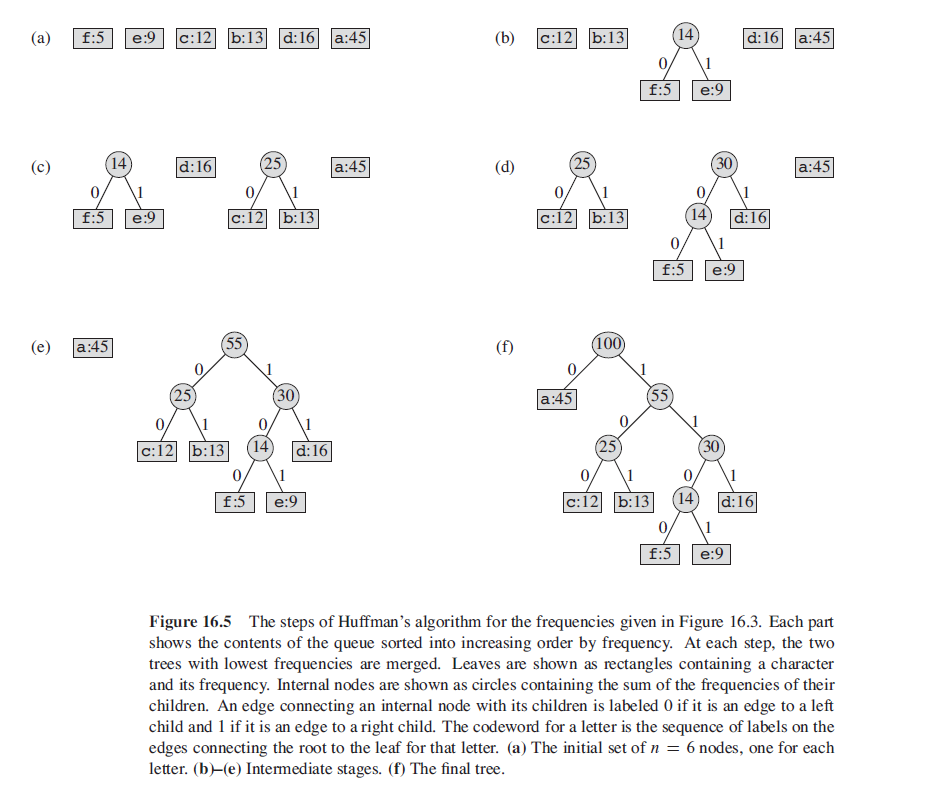 (a) f:5 e:9 c:12 b:13 d:16 a:45
(b) c:12 b:13 14 d:16 a:45
0 1
f:5 e:9
(c) 14 d:16 25 a:45
0 1 0 1
f:5 e:9 c:12 b:13
(d) 25 30 a:45
0 1 0 1
c:12 b:13 14 d:16
0 1
f:5 e:9
(e) a:45 55
0 1
25 30
0 1 0 1
c:12 b:13 14 d:16
0 1
f:5 e:9
(f) 100
0 1
a:45 55
0 1
25 30
0 1 0 1
c:12 b:13 14 d:16
0 1
f:5 e:9
Figure 16.5 The steps of Huffman's algorithm for the frequencies given in Figure 16.3. Each part
shows the contents of the queue sorted into increasing order by frequency. At each step, the two
trees with lowest frequencies are merged. Leaves are shown as rectangles containing a character
and its frequency. Internal nodes are shown as circles containing the sum of the frequencies of their
children. An edge connecting an internal node with its children is labeled 0 if it is an edge to a left
child and 1 if it is an edge to a right child. The codeword for a letter is the sequence of labels on the
edges connecting the root to the leaf for that letter. (a) The initial set of n = 6 nodes, one for each
letter. (b)–(e) Intermediate stages. (f) The final tree.